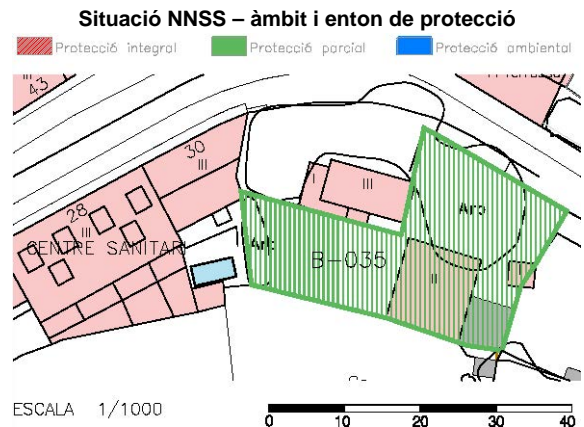 Situació NNSS – àmbit i enton de protecció
Protecció integral Protecció parcial Protecció ambiental
43
30
III
I
III
28
III
CENTRE SANITARI
Arb
Arb
B-035
II
I
ESCALA 1/1000
0 10 20 30 40